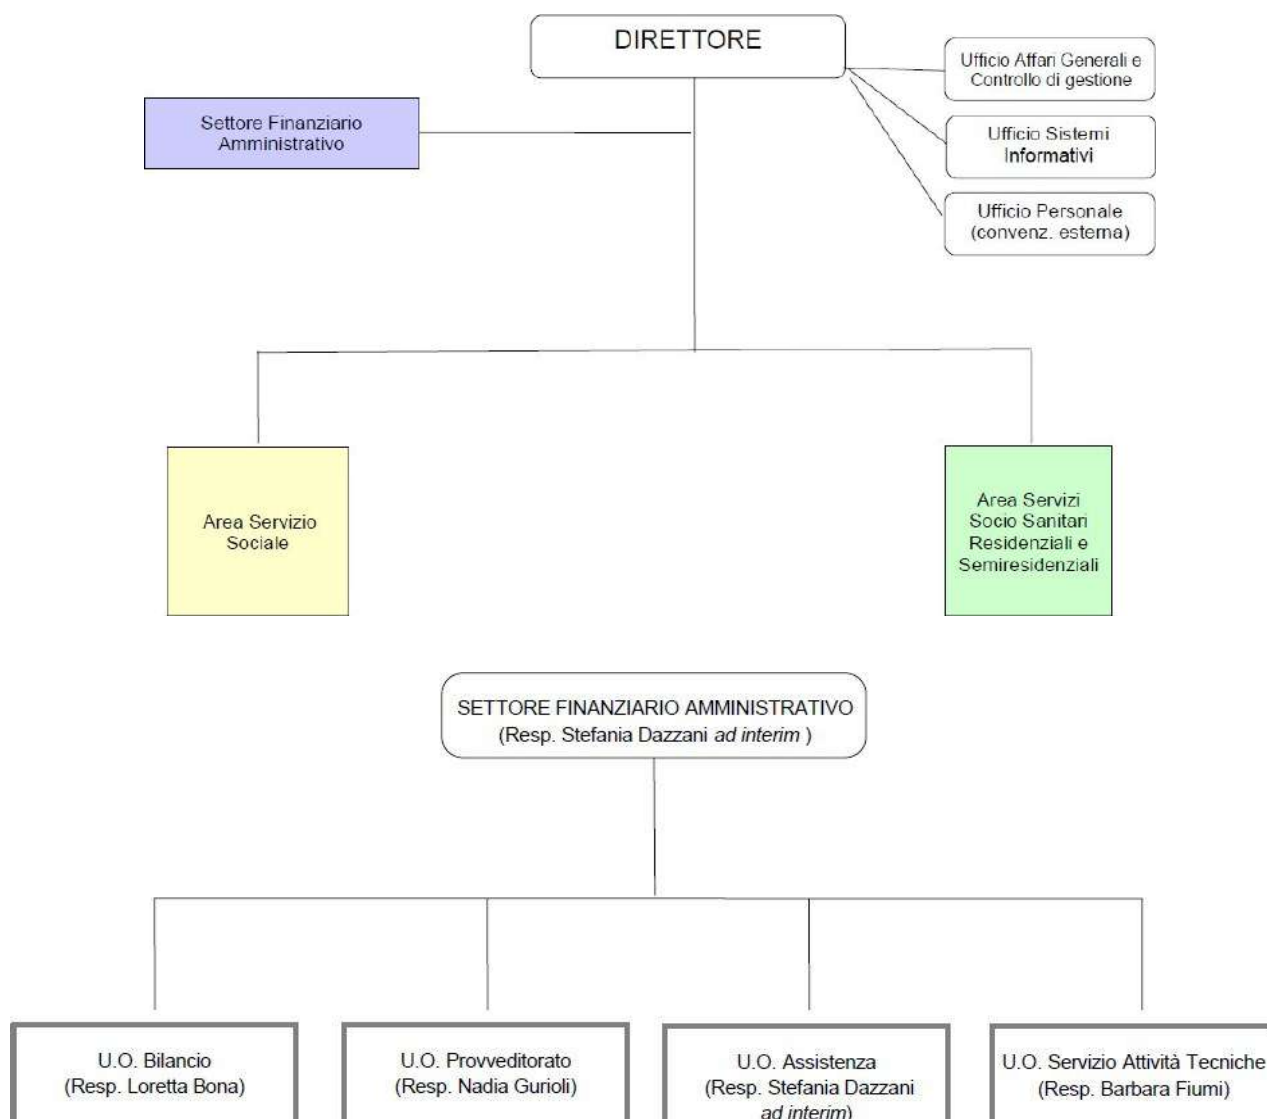 DIRETTORE
Ufficio Affari Generali e
Controllo di gestione
Settore Finanziario
Amministrativo
Ufficio Sistemi
Informativi
Ufficio Personale
(convenz. esterna)
Area Servizio
Sociale
Area Servizi
Socio Sanitari
Residenziali e
Semiresidenziali
SETTORE FINANZIARIO AMMINISTRATIVO
(Resp. Stefania Dazzani ad interim )
U.O. Bilancio
(Resp. Loretta Bona)
U.O. Provveditorato
(Resp. Nadia Gurioli)
U.O. Assistenza
(Resp. Stefania Dazzani
ad interim)
U.O. Servizio Attività Tecniche
(Resp. Barbara Fiumi)